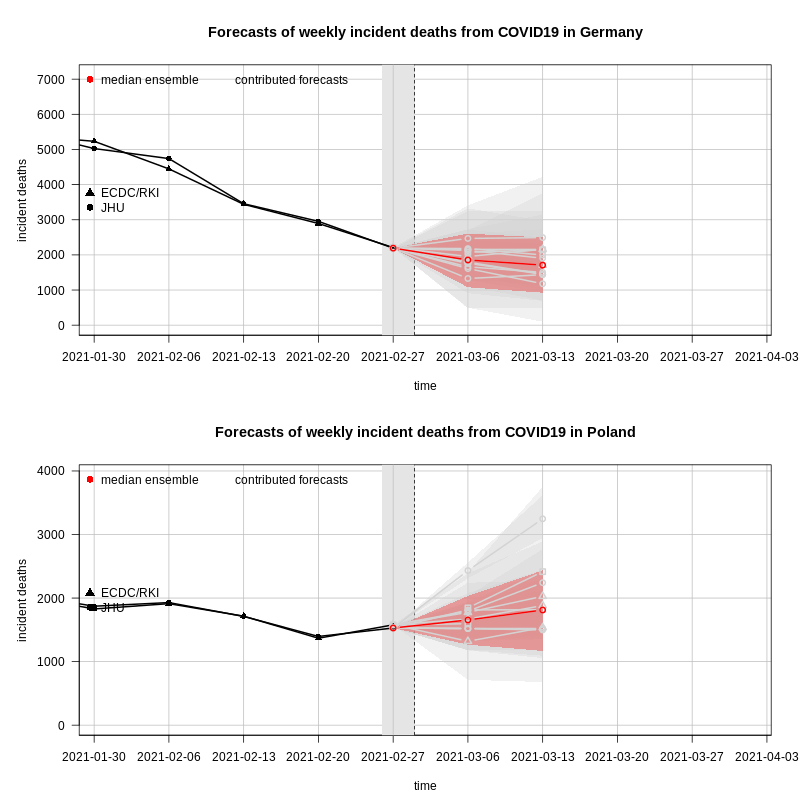 Forecasts of weekly incident deaths from COVID19 in Germany
incident deaths
7000
6000
5000
4000
3000
2000
1000
0
median ensemble contributed forecasts
ECDC/RKI
JHU
2021-01-30 2021-02-06 2021-02-13 2021-02-20 2021-02-27 2021-03-06 2021-03-13 2021-03-20 2021-03-27 2021-04-03
time
Forecasts of weekly incident deaths from COVID19 in Poland
incident deaths
4000
3000
2000
1000
0
median ensemble contributed forecasts
ECDC/RKI
JHU
2021-01-30 2021-02-06 2021-02-13 2021-02-20 2021-02-27 2021-03-06 2021-03-13 2021-03-20 2021-03-27 2021-04-03
time